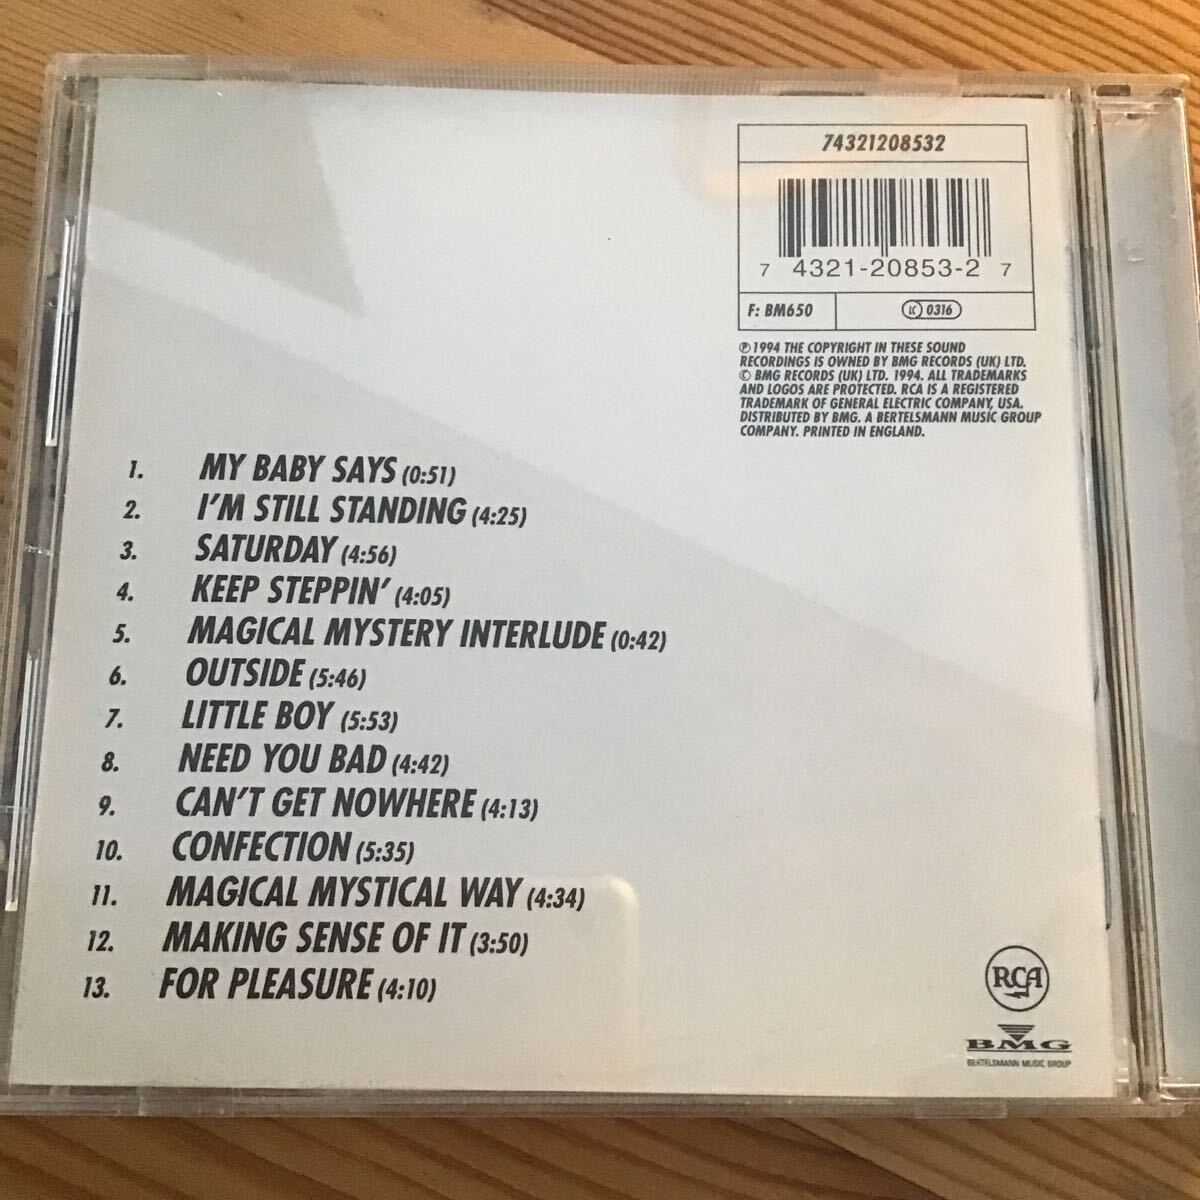 74321208532
7 4321-20853-2 7
F: BM650
LC 0316
℗ 1994 THE COPYRIGHT IN THESE SOUND
RECORDINGS IS OWNED BY BMG RECORDS (UK) LTD.
© BMG RECORDS (UK) LTD. 1994. ALL TRADEMARKS
AND LOGOS ARE PROTECTED. RCA IS A REGISTERED
TRADEMARK OF GENERAL ELECTRIC COMPANY, USA.
DISTRIBUTED BY BMG. A BERTELSMANN MUSIC GROUP
COMPANY. PRINTED IN ENGLAND.
1. MY BABY SAYS (0:51)
2. I'M STILL STANDING (4:25)
3. SATURDAY (4:56)
4. KEEP STEPPIN' (4:05)
5. MAGICAL MYSTERY INTERLUDE (0:42)
6. OUTSIDE (5:46)
7. LITTLE BOY (5:53)
8. NEED YOU BAD (4:42)
9. CAN'T GET NOWHERE (4:13)
10. CONFECTION (5:35)
11. MAGICAL MYSTICAL WAY (4:34)
12. MAKING SENSE OF IT (3:50)
13. FOR PLEASURE (4:10)
RCA
BMG
BERTELSMANN MUSIC GROUP